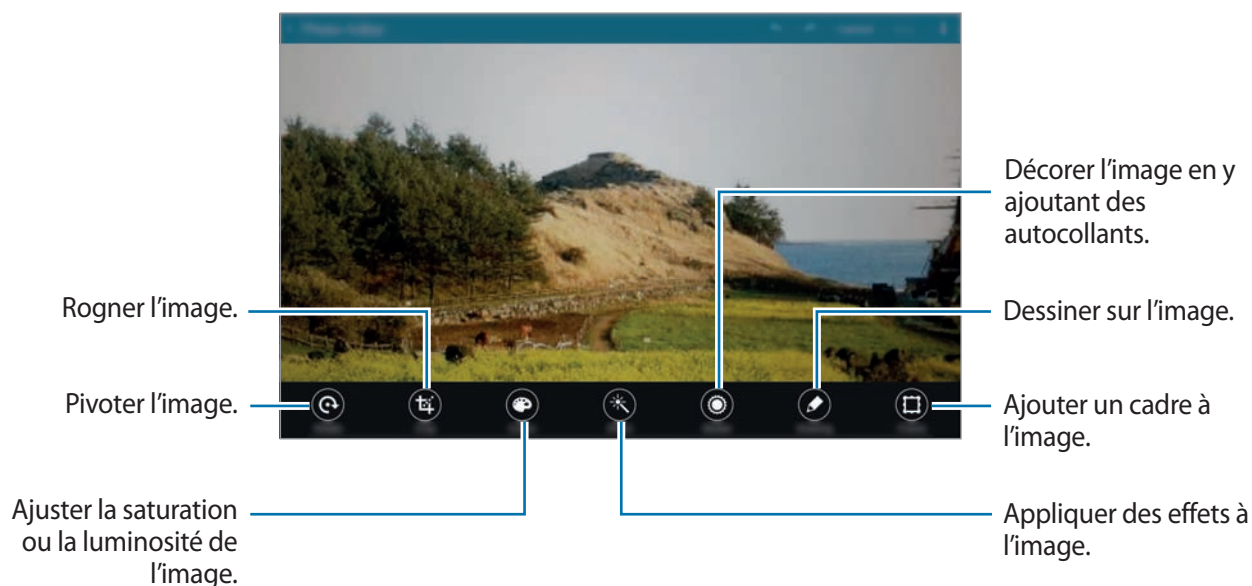 Décorer l'image en y
ajoutant des
autocollants.
Rogner l'image.
Dessiner sur l'image.
Pivoter l'image.
Ajouter un cadre à
l'image.
Ajuster la saturation
ou la luminosité de
l'image.
Appliquer des effets à
l'image.